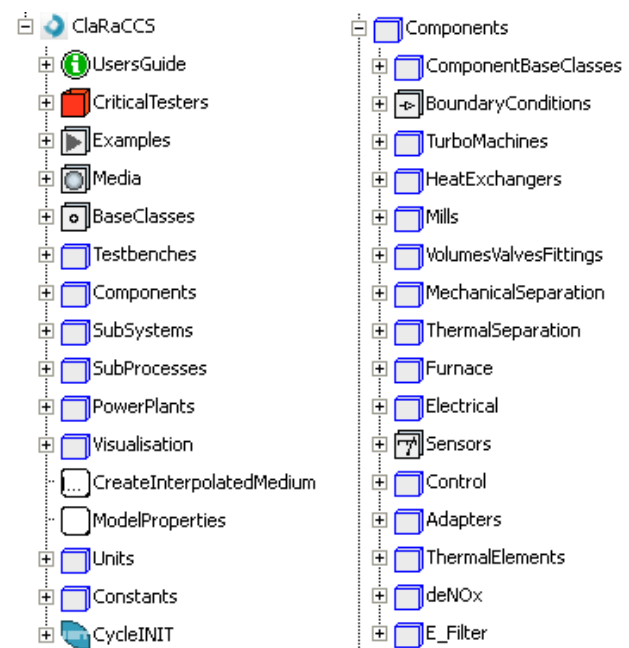 ClaRaCCS
UsersGuide
CriticalTesters
Examples
Media
BaseClasses
Testbenches
Components
SubSystems
SubProcesses
PowerPlants
Visualisation
CreateInterpolatedMedium
ModelProperties
Units
Constants
CycleINIT
Components
ComponentBaseClasses
BoundaryConditions
TurboMachines
HeatExchangers
Mills
VolumesValvesFittings
MechanicalSeparation
ThermalSeparation
Furnace
Electrical
Sensors
Control
Adapters
ThermalElements
deNOx
E_Filter